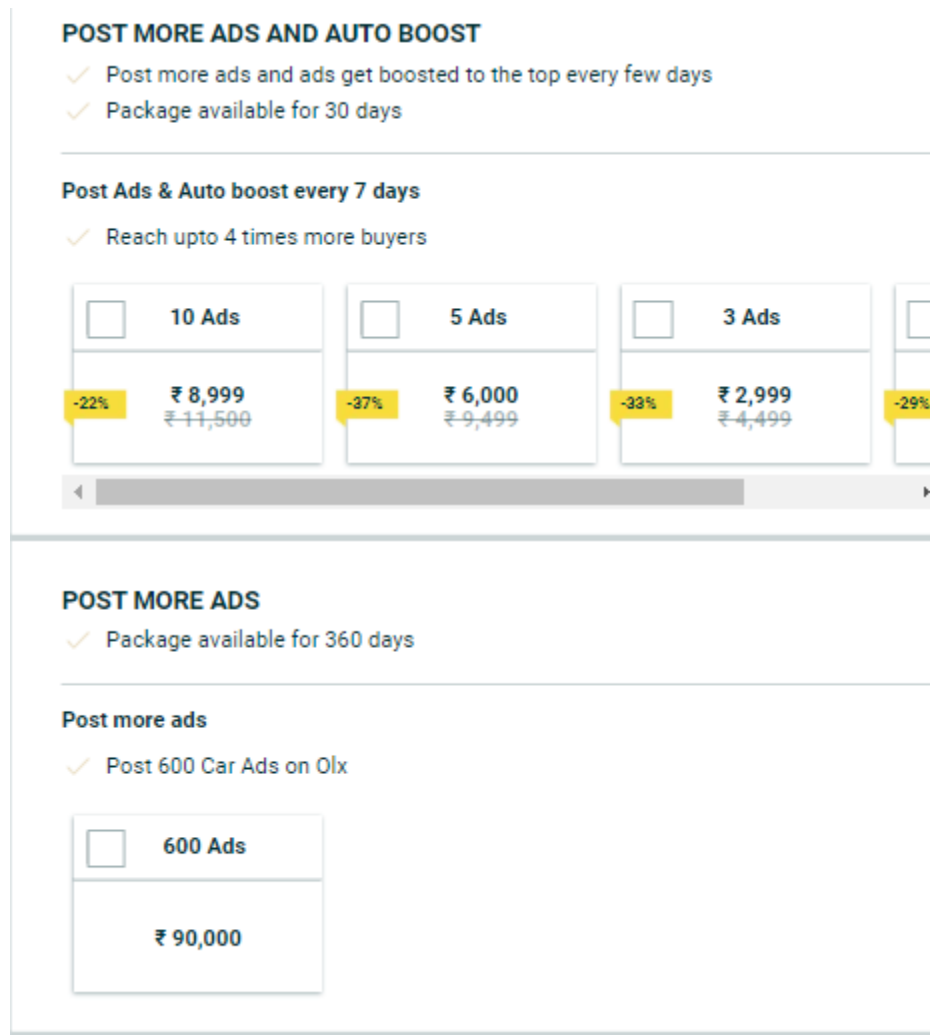 POST MORE ADS AND AUTO BOOST
Post more ads and ads get boosted to the top every few days
Package available for 30 days
Post Ads & Auto boost every 7 days
Reach upto 4 times more buyers
10 Ads
5 Ads
3 Ads
-22%
₹ 8,999
₹ 11,500
-37%
₹ 6,000
₹ 9,499
-33%
₹ 2,999
₹ 4,499
-29%
POST MORE ADS
Package available for 360 days
Post more ads
Post 600 Car Ads on Olx
600 Ads
₹ 90,000